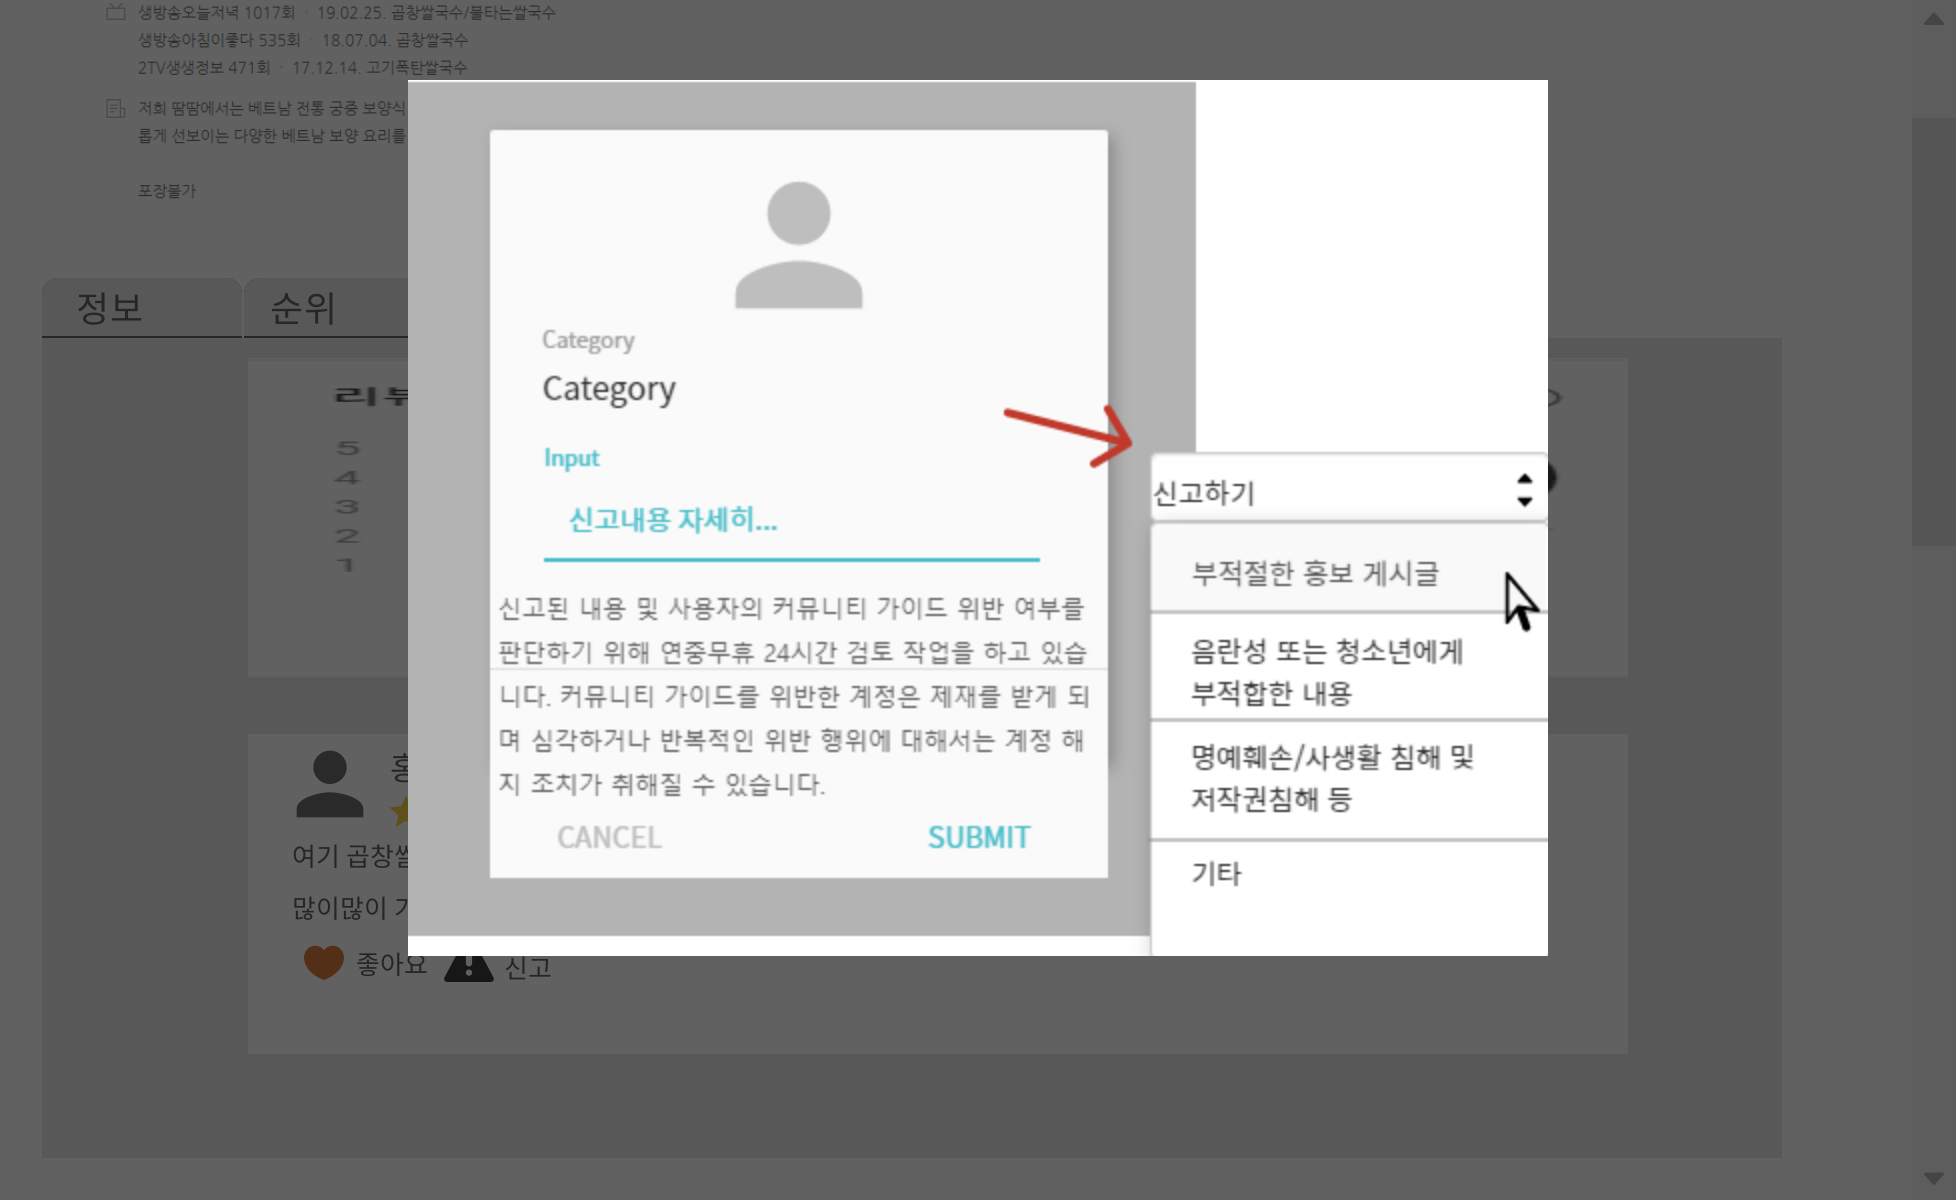 생방송오늘저녁 1017회 · 19.02.25. 곱창쌀국수/불타는쌀국수
생방송아침이좋다 535회 · 18.07.04. 곱창쌀국수
2TV생생정보 471회 · 17.12.14. 고기폭탄쌀국수
저희 땀땀에서는 베트남 전통 궁중 보양식
롭게 선보이는 다양한 베트남 보양 요리를
포장불가
정보
순위
리뷰
5
4
3
2
1
Category
Category
Input
신고내용 자세히...
신고된 내용 및 사용자의 커뮤니티 가이드 위반 여부를
판단하기 위해 연중무휴 24시간 검토 작업을 하고 있습
니다. 커뮤니티 가이드를 위반한 계정은 제재를 받게 되
며 심각하거나 반복적인 위반 행위에 대해서는 계정 해
지 조치가 취해질 수 있습니다.
CANCEL
SUBMIT
신고하기
부적절한 홍보 게시글
음란성 또는 청소년에게
부적합한 내용
명예훼손/사생활 침해 및
저작권침해 등
기타
홍
여기 곱창쌀
많이많이
좋아요
신고